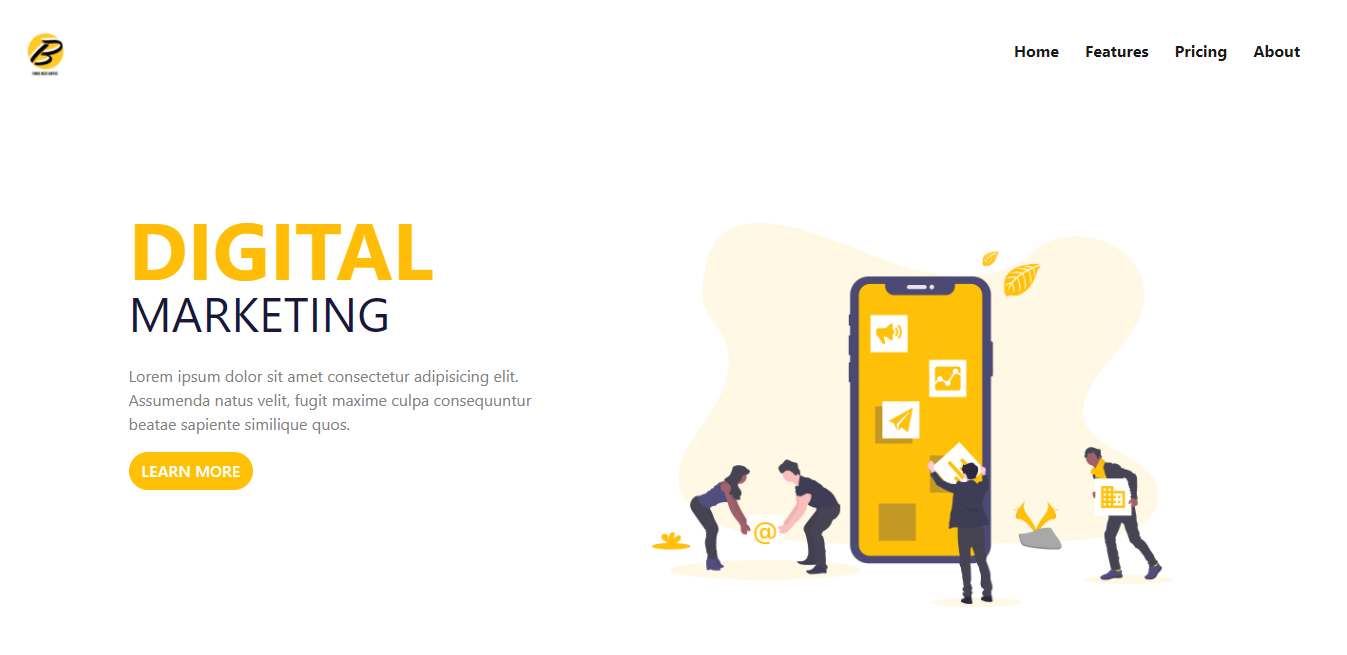 B
Home Features Pricing About
DIGITAL
MARKETING
Lorem ipsum dolor sit amet consectetur adipisicing elit.
Assumenda natus velit, fugit maxime culpa consequuntur
beatae sapiente similique quos.
LEARN MORE
@